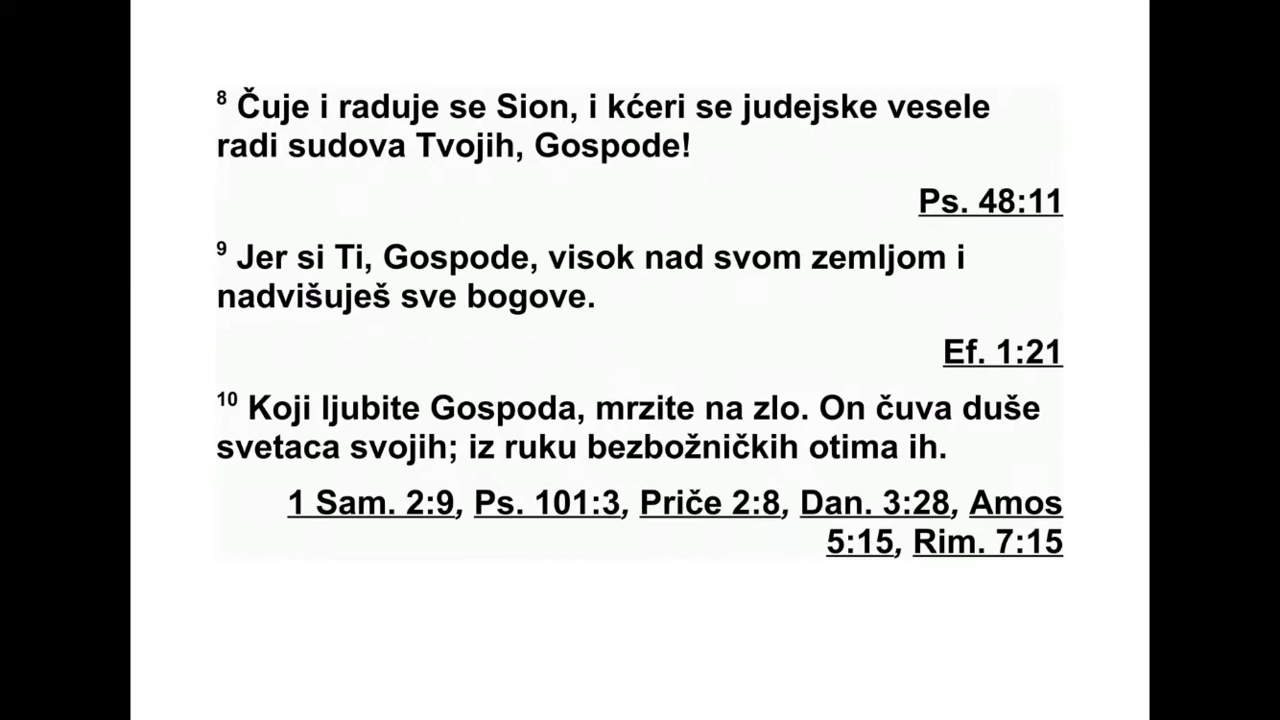 8 Čuje i raduje se Sion, i kćeri se judejske vesele
radi sudova Tvojih, Gospode!
Ps. 48:11
9 Jer si Ti, Gospode, visok nad svom zemljom i
nadvišuješ sve bogove.
Ef. 1:21
10 Koji ljubite Gospoda, mrzite na zlo. On čuva duše
svetaca svojih; iz ruku bezbožničkih otima ih.
1 Sam. 2:9, Ps. 101:3, Priče 2:8, Dan. 3:28, Amos
5:15, Rim. 7:15